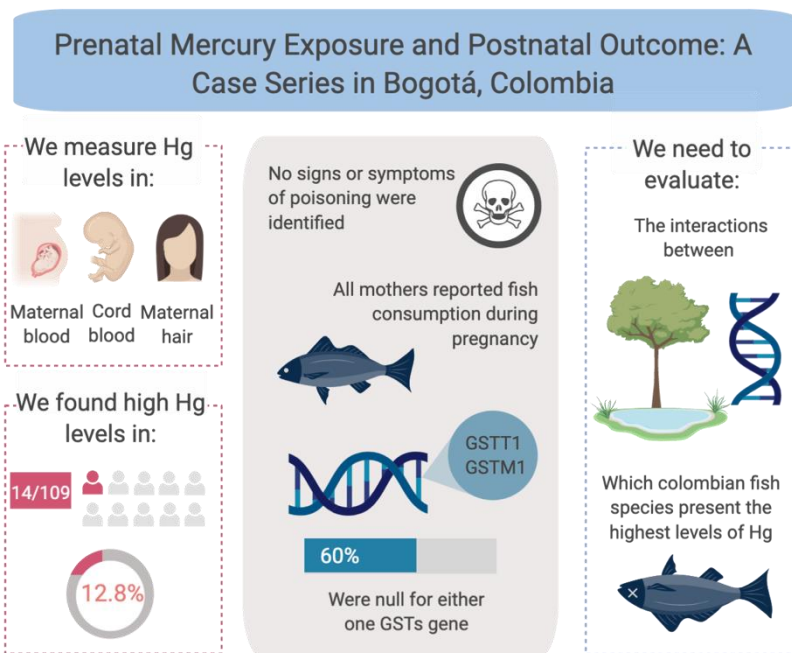 Prenatal Mercury Exposure and Postnatal Outcome: A
Case Series in Bogotá, Colombia
We measure Hg
levels in:
Maternal
blood
Cord
blood
Maternal
hair
We found high Hg
levels in:
14/109
12.8%
No signs or symptoms
of poisoning were
identified
All mothers reported fish
consumption during
pregnancy
GSTT1
GSTM1
60%
Were null for either
one GSTs gene
We need to
evaluate:
The interactions
between
Which colombian fish
species present the
highest levels of Hg